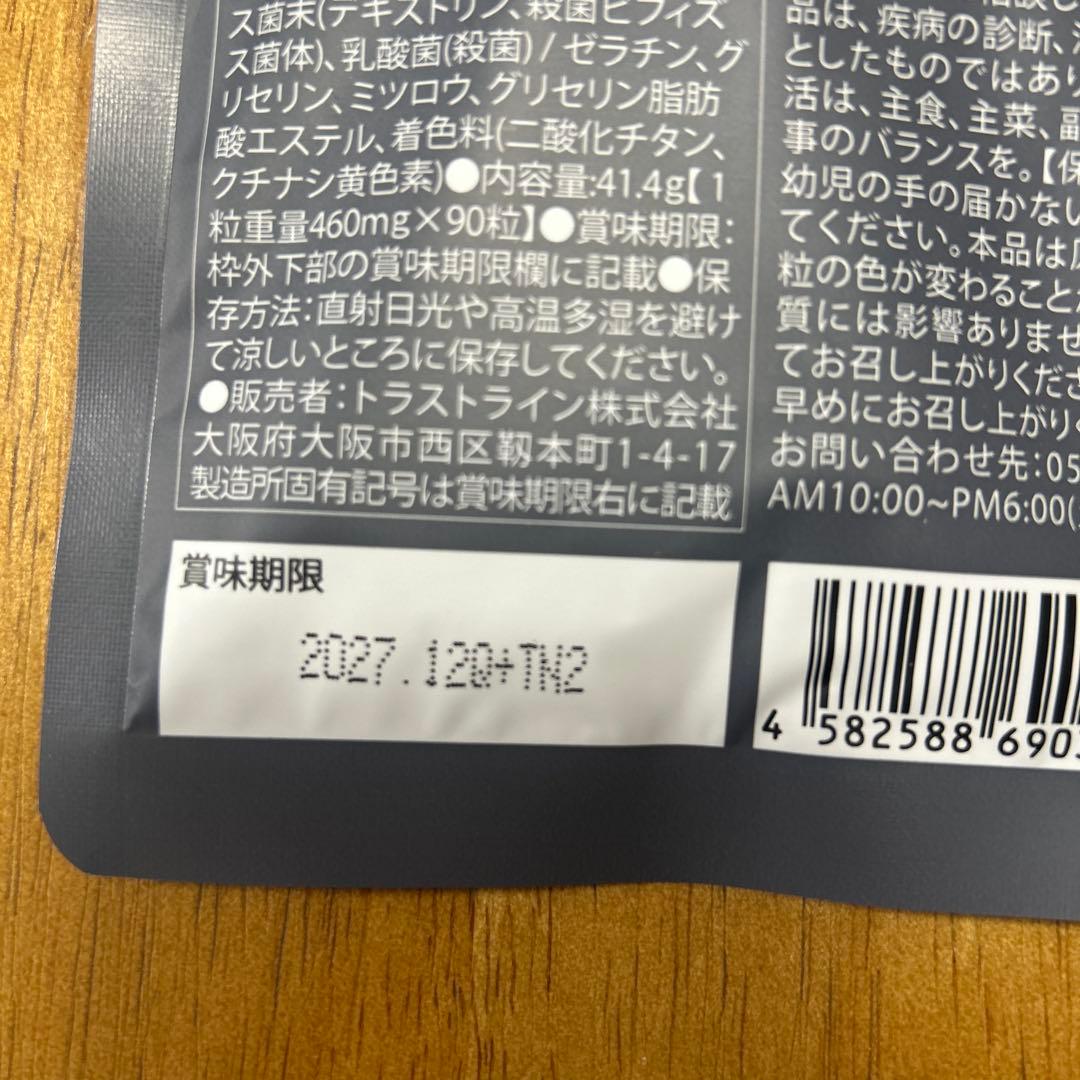 ス菌末(デキストリン、殺菌ビフィズ
ス菌体)、乳酸菌(殺菌) / ゼラチン、グ
リセリン、ミツロウ、グリセリン脂肪
酸エステル、着色料(二酸化チタン、
クチナシ黄色素)●内容量:41.4g【1
粒重量460mg×90粒】●賞味期限:
枠外下部の賞味期限欄に記載●保
存方法:直射日光や高温多湿を避け
て涼しいところに保存してください。
●販売者:トラストライン株式会社
大阪府大阪市西区靱本町1-4-17
製造所固有記号は賞味期限右に記載
品は、疾病の診断、
としたものではあり
活は、主食、主菜、副
事のバランスを。【保
幼児の手の届かない
てください。本品は
粒の色が変わること
質には影響ありませ
てお召し上がりくださ
早めにお召し上がり
お問い合わせ先:05
AM10:00~PM6:00(
賞味期限
2027.12@+TN2
4 582588 690